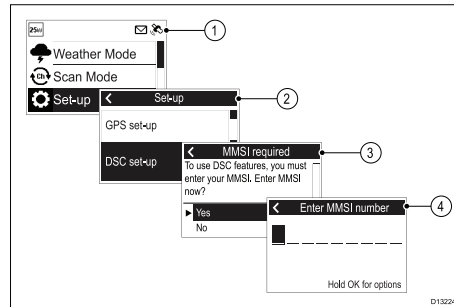 25W
1
Weather Mode
Ch Scan Mode
Set-up
Set-up
2
GPS set-up
DSC set-up
MMSI required
3
To use DSC features, you must
enter your MMSI. Enter MMSI
now?
Yes
No
Enter MMSI number
4
Hold OK for options
D13224